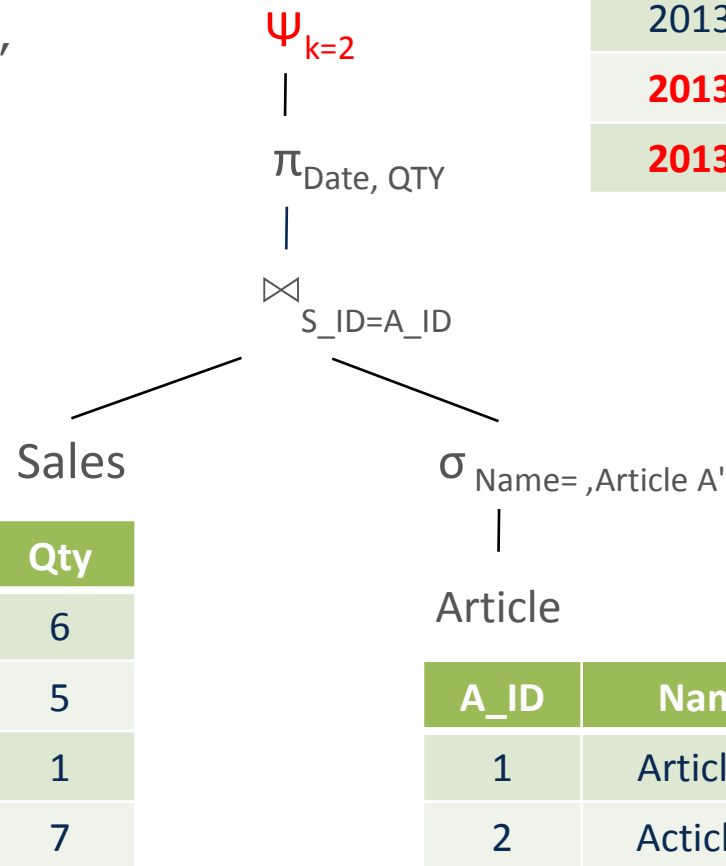 ,
Ψk=2
2013
2013
2013
πDate, QTY
⋈ S_ID=A_ID
Sales
σ Name= ,Article A'
Qty
6
5
1
7
Article
A_ID
1
2